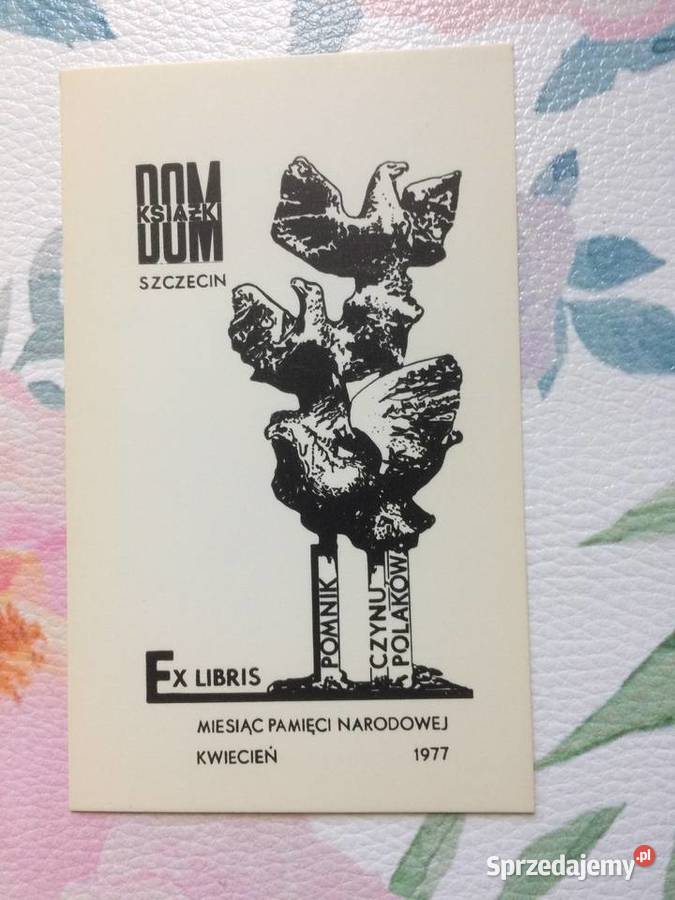 DOM
KSIĄŻKI
DOM
SZCZECIN
POMNIK
CZYNU
POLAKÓW
EX LIBRIS
MIESIĄC PAMIĘCI NARODOWEJ
KWIECIEŃ 1977
Sprzedajemy.pl